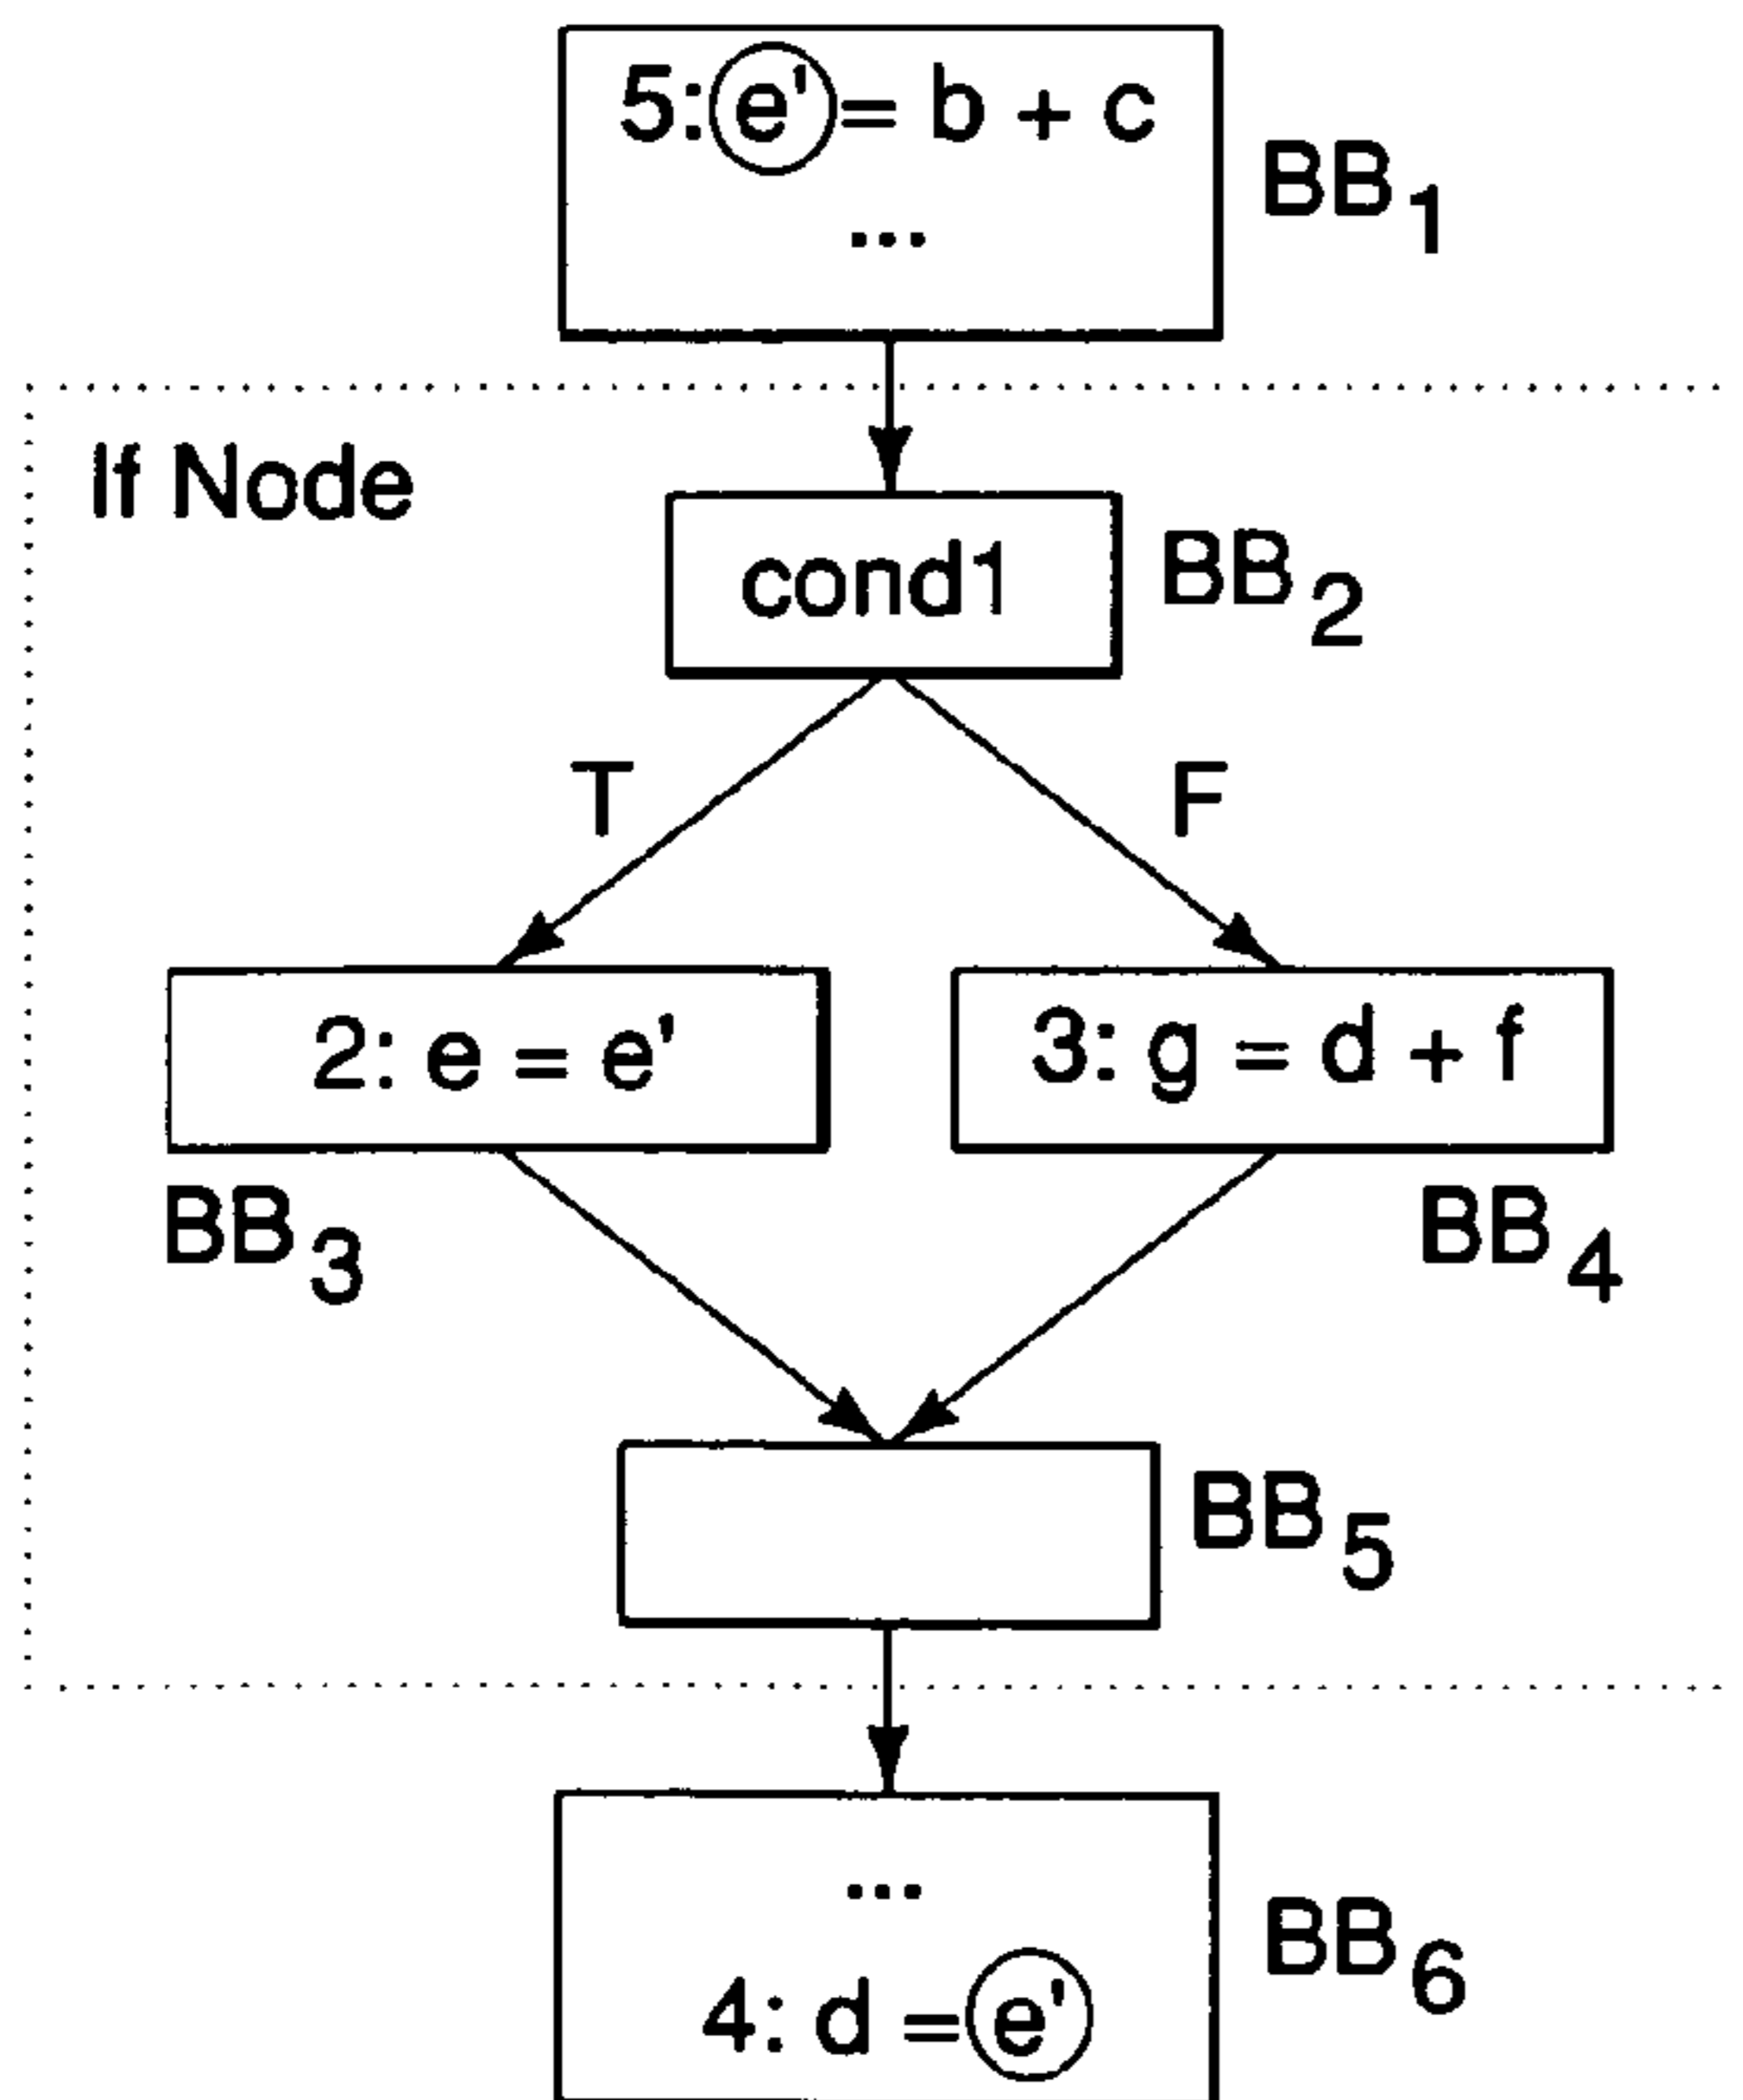 5: e' = b + c
...
BB1
If Node
cond1
BB2
T
F
2: e = e'
3: g = d + f
BB3
BB4
BB5
...
4: d = e'
BB6